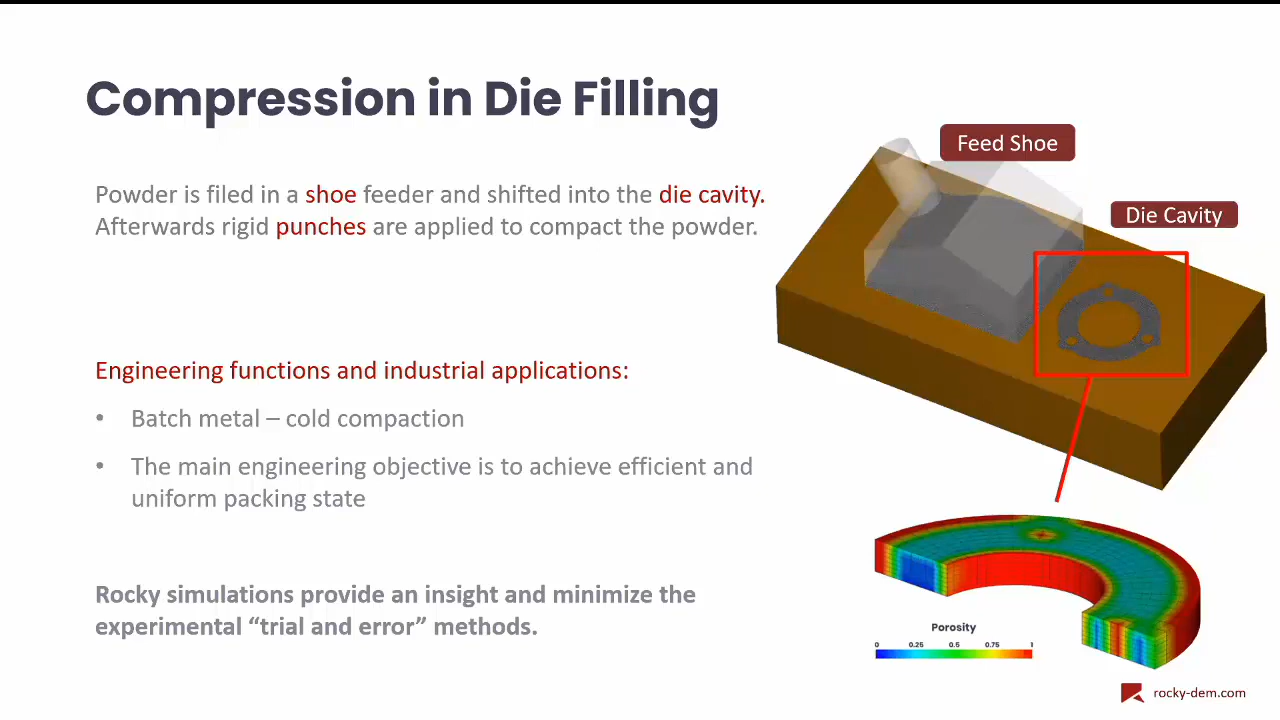 Compression in Die Filling
Feed Shoe
Die Cavity
Powder is filed in a shoe feeder and shifted into the die cavity.
Afterwards rigid punches are applied to compact the powder.
Engineering functions and industrial applications:
• Batch metal – cold compaction
• The main engineering objective is to achieve efficient and
uniform packing state
Rocky simulations provide an insight and minimize the
experimental “trial and error” methods.
Porosity
0 0.25 0.5 0.75 1
rocky-dem.com